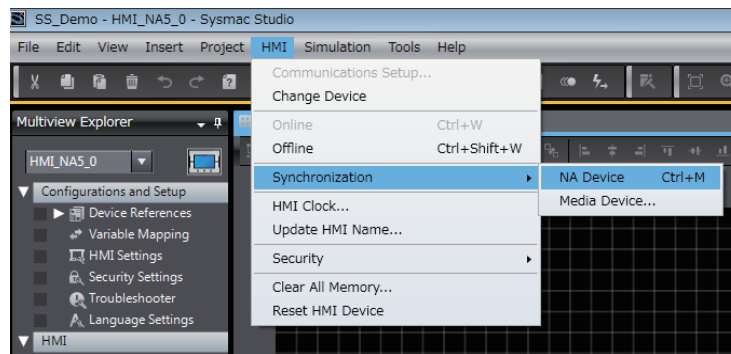 SS_Demo - HMI_NA5_0 - Sysmac Studio
File Edit View Insert Project HMI Simulation Tools Help
Communications Setup...
Change Device
Multiview Explorer
Online Ctrl+W
HMI_NA5_0
Offline Ctrl+Shift+W
Synchronization
NA Device Ctrl+M
Media Device...
Configurations and Setup
Device References
HMI Clock...
Variable Mapping
Update HMI Name...
HMI Settings
Security
Security Settings
Clear All Memory...
Troubleshooter
Reset HMI Device
Language Settings
HMI